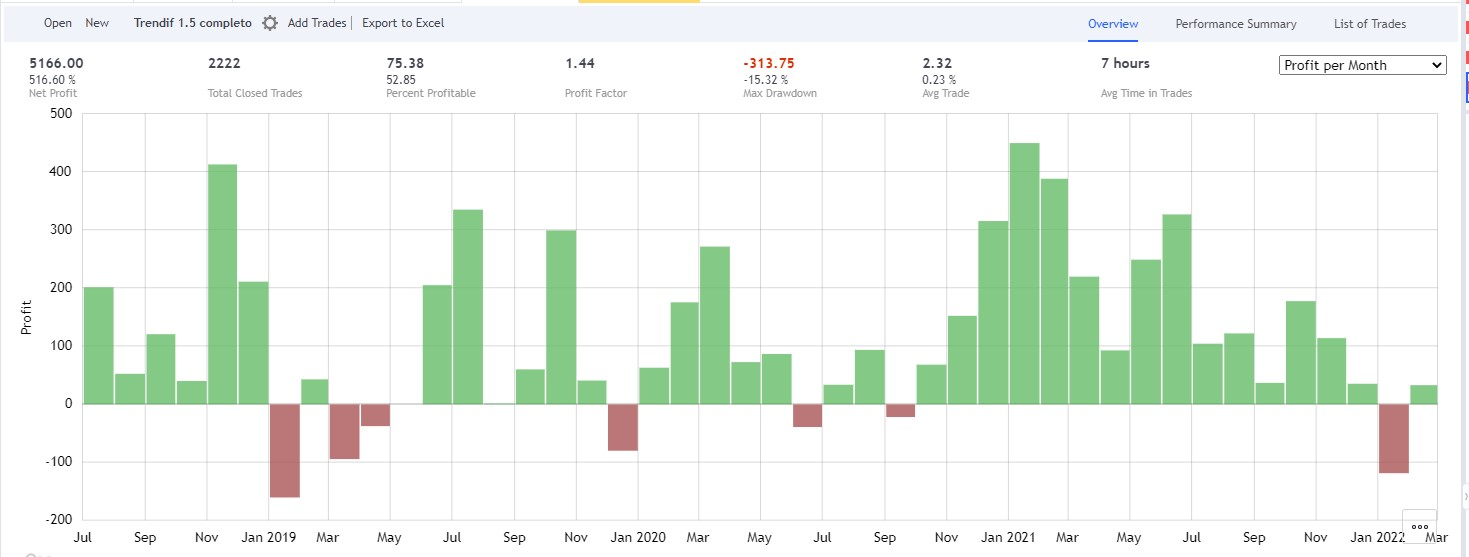 Open New Trendif 1.5 completo Add Trades | Export to Excel Overview Performance Summary List of Trades
5166.00 2222 75.38 1.44 -313.75 2.32 7 hours Profit per Month
516.60 % 52.85 -15.32 % 0.23 %
Net Profit Total Closed Trades Percent Profitable Profit Factor Max Drawdown Avg Trade Avg Time in Trades
500
400
300
200
100
0
-100
-200
Profit
Jul Sep Nov Jan 2019 Mar May Jul Sep Nov Jan 2020 Mar May Jul Sep Nov Jan 2021 Mar May Jul Sep Nov Jan 2022 Mar